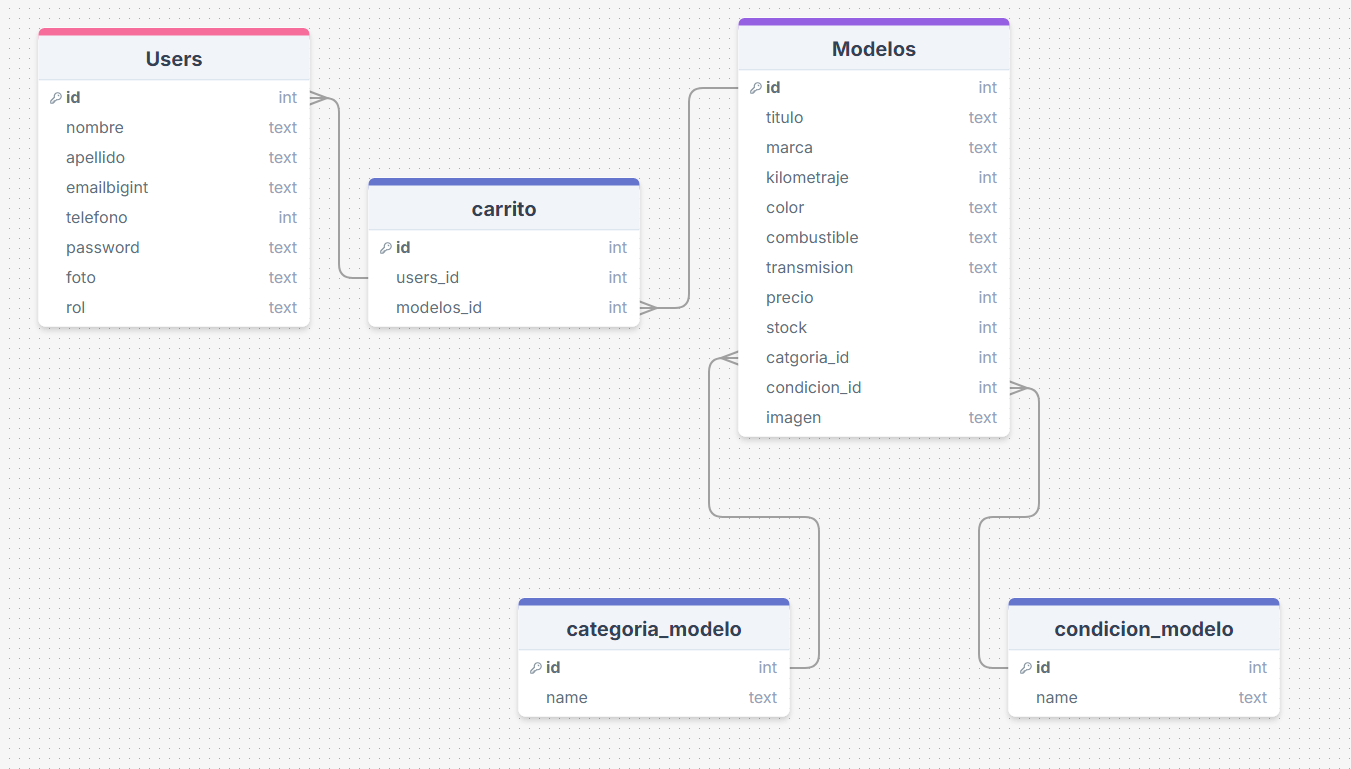 Users
id int
nombre text
apellido text
emailbigint text
telefono int
password text
foto text
rol text
carrito
id int
users_id int
modelos_id int
Modelos
id int
titulo text
marca text
kilometraje int
color text
combustible text
transmision text
precio int
stock int
catgoria_id int
condicion_id int
imagen text
categoria_modelo
id int
name text
condicion_modelo
id int
name text